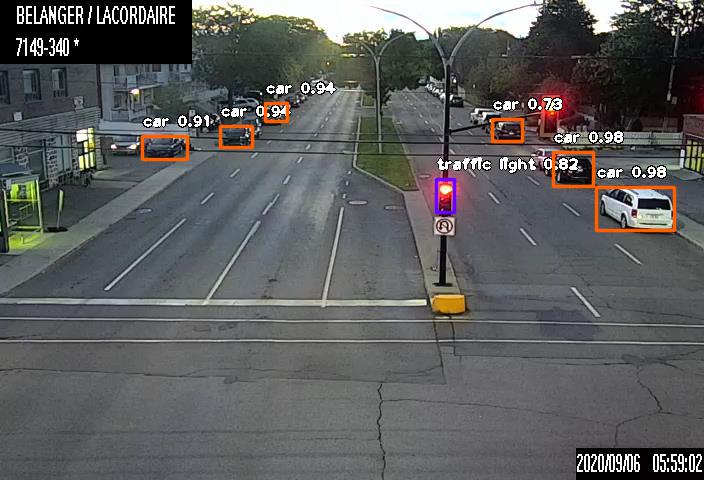 BELANGER / LACORDAIRE
7149-340 *
car 0.94
car 0.91
car 0.94
car 0.73
car 0.98
traffic light 0.82
car 0.98
2020/09/06 05:59:02